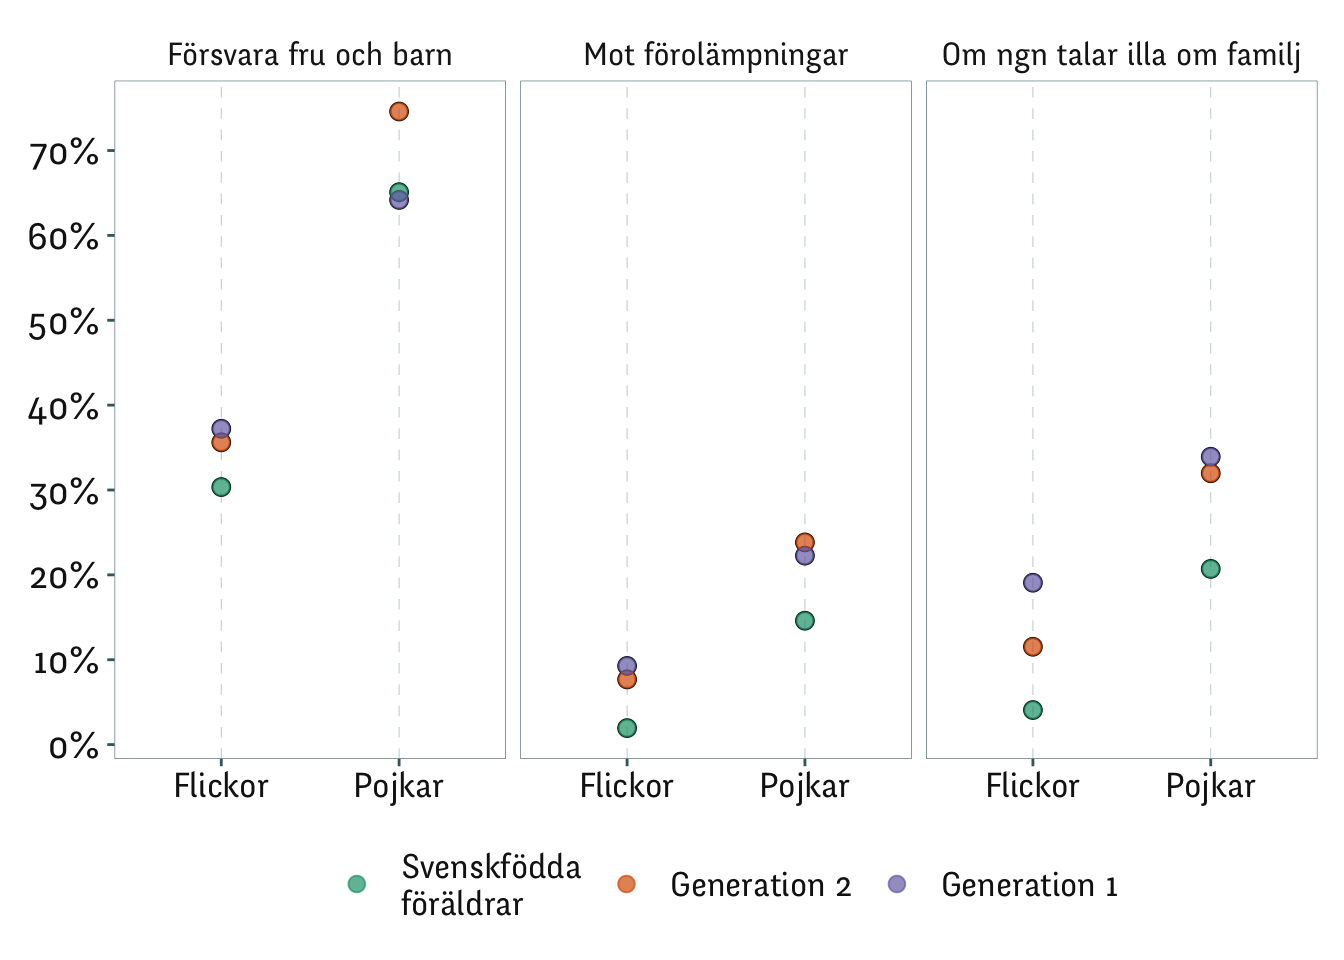 Försvara fru och barn
Mot förolämpningar
Om ngn talar illa om familj
70%
60%
50%
40%
30%
20%
10%
0%
Flickor
Pojkar
Flickor
Pojkar
Flickor
Pojkar
Svenskfödda
föräldrar
Generation 2
Generation 1